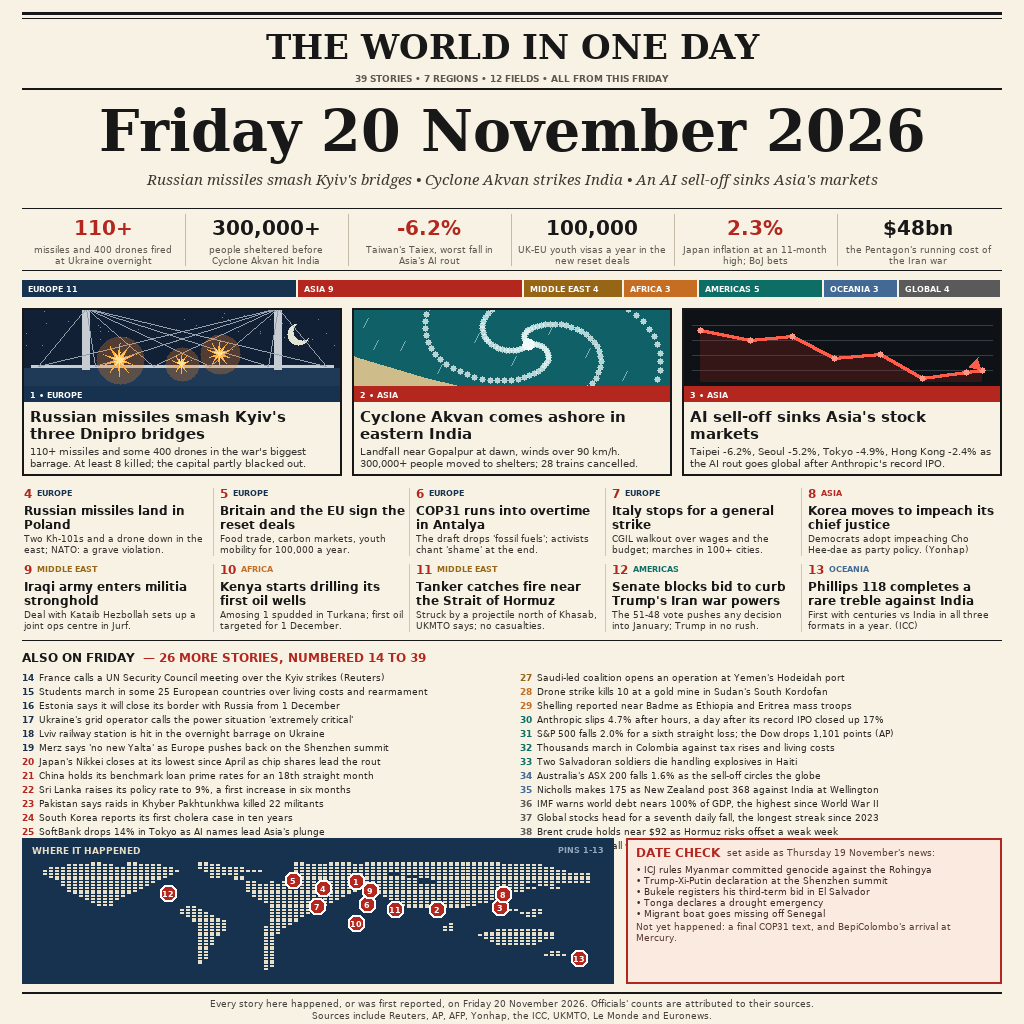 THE WORLD IN ONE DAY
39 STORIES • 7 REGIONS • 12 FIELDS • ALL FROM THIS FRIDAY
Friday 20 November 2026
Russian missiles smash Kyiv's bridges • Cyclone Akvan strikes India • An AI sell-off sinks Asia's markets
110+
missiles and 400 drones fired
at Ukraine overnight
300,000+
people sheltered before
Cyclone Akvan hit India
-6.2%
Taiwan's Taiex, worst fall in
Asia's AI rout
100,000
UK-EU youth visas a year in the
new reset deals
2.3%
Japan inflation at an 11-month
high; BoJ bets
$48bn
the Pentagon's running cost of
the Iran war
EUROPE 11
ASIA 9
MIDDLE EAST 4
AFRICA 3
AMERICAS 5
OCEANIA 3
GLOBAL 4
1 • EUROPE
Russian missiles smash Kyiv's
three Dnipro bridges
110+ missiles and some 400 drones in the war's biggest
barrage. At least 8 killed; the capital partly blacked out.
2 • ASIA
Cyclone Akvan comes ashore in
eastern India
Landfall near Gopalpur at dawn, winds over 90 km/h.
300,000+ people moved to shelters; 28 trains cancelled.
3 • ASIA
AI sell-off sinks Asia's stock
markets
Taipei -6.2%, Seoul -5.2%, Tokyo -4.9%, Hong Kong -2.4% as
the AI rout goes global after Anthropic's record IPO.
4 EUROPE
Russian missiles land in
Poland
Two Kh-101s and a drone down in the
east; NATO: a grave violation.
5 EUROPE
Britain and the EU sign the
reset deals
Food trade, carbon markets, youth
mobility for 100,000 a year.
6 EUROPE
COP31 runs into overtime
in Antalya
The draft drops 'fossil fuels'; activists
chant 'shame' at the end.
7 EUROPE
Italy stops for a general
strike
CGIL walkout over wages and the
budget; marches in 100+ cities.
8 ASIA
Korea moves to impeach its
chief justice
Democrats adopt impeaching Cho
Hee-dae as party policy. (Yonhap)
9 MIDDLE EAST
Iraqi army enters militia
stronghold
Deal with Kataib Hezbollah sets up a
joint ops centre in Jurf.
10 AFRICA
Kenya starts drilling its
first oil wells
Amosing 1 spudded in Turkana; first oil
targeted for 1 December.
11 MIDDLE EAST
Tanker catches fire near
the Strait of Hormuz
Struck by a projectile north of Khasab,
UKMTO says; no casualties.
12 AMERICAS
Senate blocks bid to curb
Trump's Iran war powers
The 51-48 vote pushes any decision
into January; Trump in no rush.
13 OCEANIA
Phillips 118 completes a
rare treble against India
First with centuries vs India in all three
formats in a year. (ICC)
ALSO ON FRIDAY — 26 MORE STORIES, NUMBERED 14 TO 39
14 France calls a UN Security Council meeting over the Kyiv strikes (Reuters)
15 Students march in some 25 European countries over living costs and rearmament
16 Estonia says it will close its border with Russia from 1 December
17 Ukraine's grid operator calls the power situation 'extremely critical'
18 Lviv railway station is hit in the overnight barrage on Ukraine
19 Merz says 'no new Yalta' as Europe pushes back on the Shenzhen summit
20 Japan's Nikkei closes at its lowest since April as chip shares lead the rout
21 China holds its benchmark loan prime rates for an 18th straight month
22 Sri Lanka raises its policy rate to 9%, a first increase in six months
23 Pakistan says raids in Khyber Pakhtunkhwa killed 22 militants
24 South Korea reports its first cholera case in ten years
25 SoftBank drops 14% in Tokyo as AI names lead Asia's plunge
27 Saudi-led coalition opens an operation at Yemen's Hodeidah port
28 Drone strike kills 10 at a gold mine in Sudan's South Kordofan
29 Shelling reported near Badme as Ethiopia and Eritrea mass troops
30 Anthropic slips 4.7% after hours, a day after its record IPO closed up 17%
31 S&P 500 falls 2.0% for a sixth straight loss; the Dow drops 1,101 points (AP)
32 Thousands march in Colombia against tax rises and living costs
33 Two Salvadoran soldiers die handling explosives in Haiti
34 Australia's ASX 200 falls 1.6% as the sell-off circles the globe
35 Nicholls makes 175 as New Zealand post 368 against India at Wellington
36 IMF warns world debt nears 100% of GDP, the highest since World War II
37 Global stocks head for a seventh daily fall, the longest streak since 2023
38 Brent crude holds near $92 as Hormuz risks offset a weak week
WHERE IT HAPPENED
PINS 1-13
1
2
3
4
5
6
7
8
9
10
11
12
13
DATE CHECK set aside as Thursday 19 November's news:
• ICJ rules Myanmar committed genocide against the Rohingya
• Trump-Xi-Putin declaration at the Shenzhen summit
• Bukele registers his third-term bid in El Salvador
• Tonga declares a drought emergency
• Migrant boat goes missing off Senegal
Not yet happened: a final COP31 text, and BepiColombo's arrival at
Mercury.
Every story here happened, or was first reported, on Friday 20 November 2026. Officials' counts are attributed to their sources.
Sources include Reuters, AP, AFP, Yonhap, the ICC, UKMTO, Le Monde and Euronews.